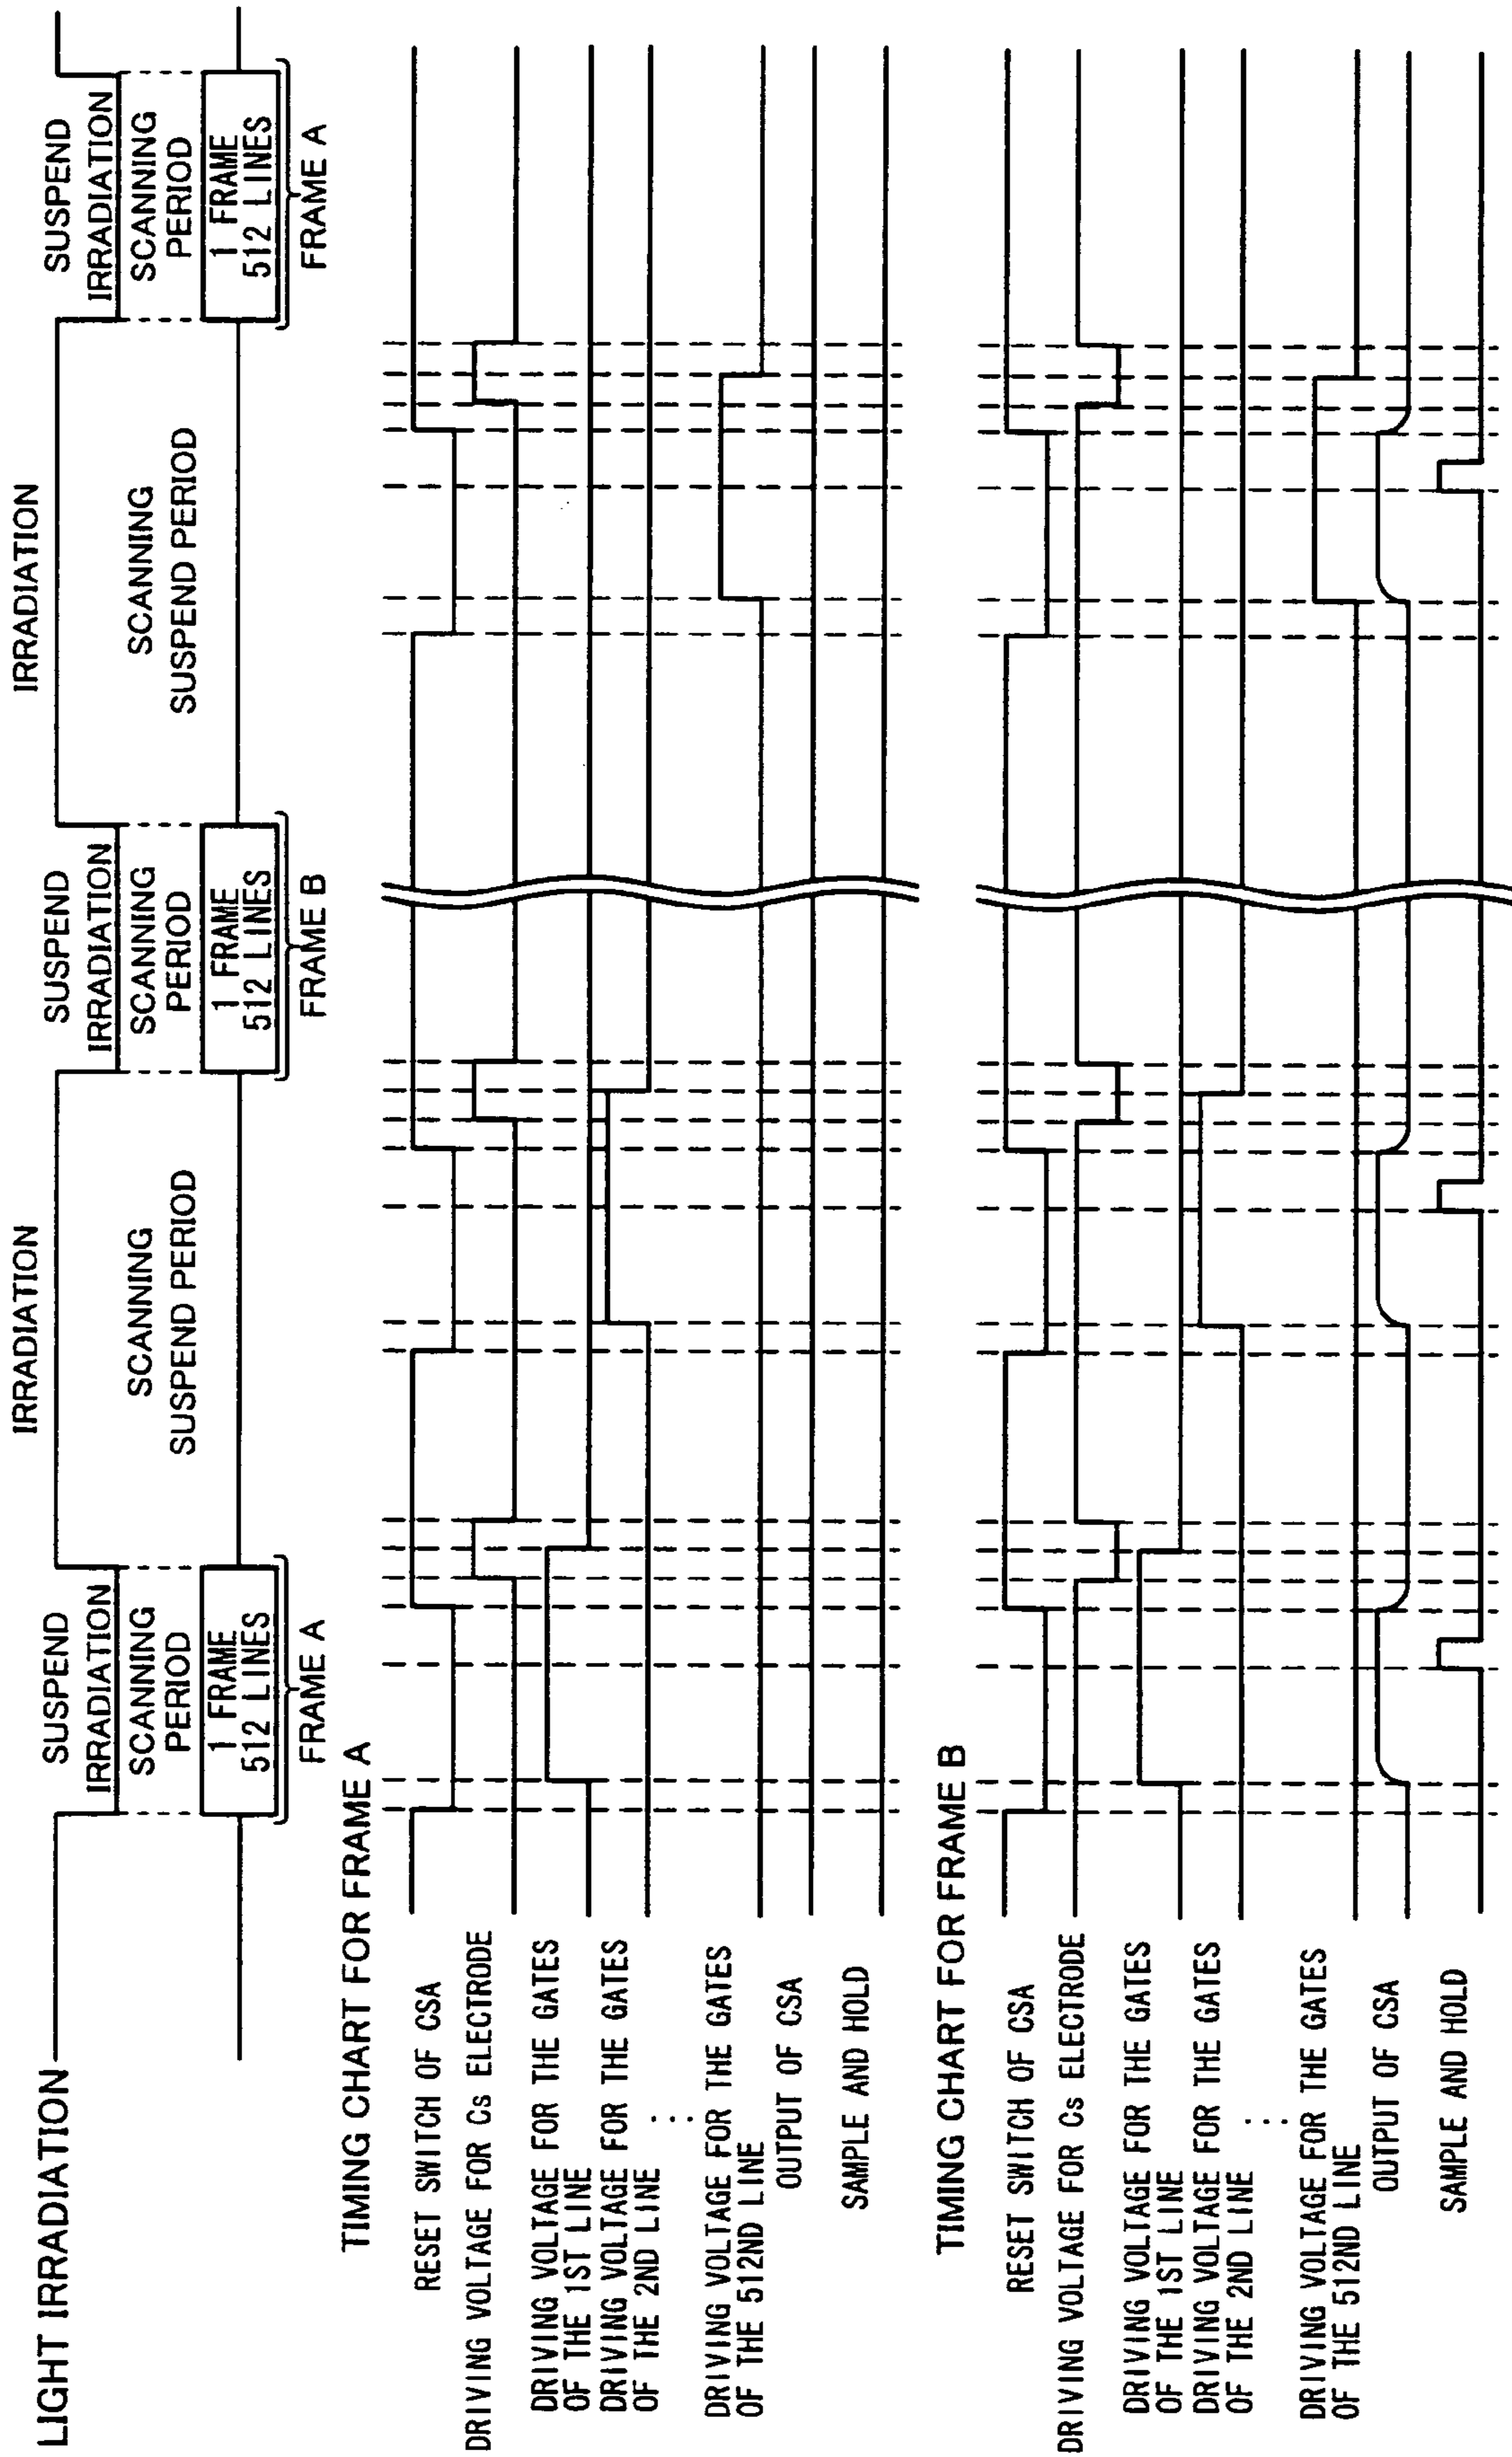 LIGHT IRRADIATION
SUSPEND
IRRADIATION
SCANNING
PERIOD
1 FRAME
512 LINES
FRAME A
IRRADIATION
SCANNING
SUSPEND PERIOD
SUSPEND
IRRADIATION
SCANNING
PERIOD
1 FRAME
512 LINES
FRAME B
IRRADIATION
SCANNING
SUSPEND PERIOD
SUSPEND
IRRADIATION
SCANNING
PERIOD
1 FRAME
512 LINES
FRAME A
TIMING CHART FOR FRAME A
RESET SWITCH OF CSA
DRIVING VOLTAGE FOR Cs ELECTRODE
DRIVING VOLTAGE FOR THE GATES
OF THE 1ST LINE
DRIVING VOLTAGE FOR THE GATES
OF THE 2ND LINE
DRIVING VOLTAGE FOR THE GATES
OF THE 512ND LINE
OUTPUT OF CSA
SAMPLE AND HOLD
TIMING CHART FOR FRAME B
RESET SWITCH OF CSA
DRIVING VOLTAGE FOR Cs ELECTRODE
DRIVING VOLTAGE FOR THE GATES
OF THE 1ST LINE
DRIVING VOLTAGE FOR THE GATES
OF THE 2ND LINE
DRIVING VOLTAGE FOR THE GATES
OF THE 512ND LINE
OUTPUT OF CSA
SAMPLE AND HOLD